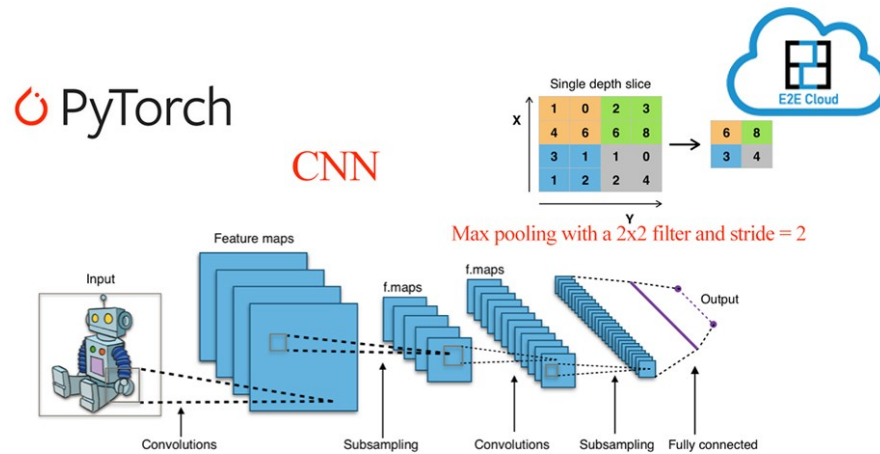 PyTorch
CNN
Single depth slice
X
1 0 2 3
4 6 6 8
3 1 1 0
1 2 2 4
Y
6 8
3 4
E2E Cloud
Max pooling with a 2x2 filter and stride = 2
Input
Feature maps
f.maps
f.maps
Output
Convolutions
Subsampling
Convolutions
Subsampling
Fully connected